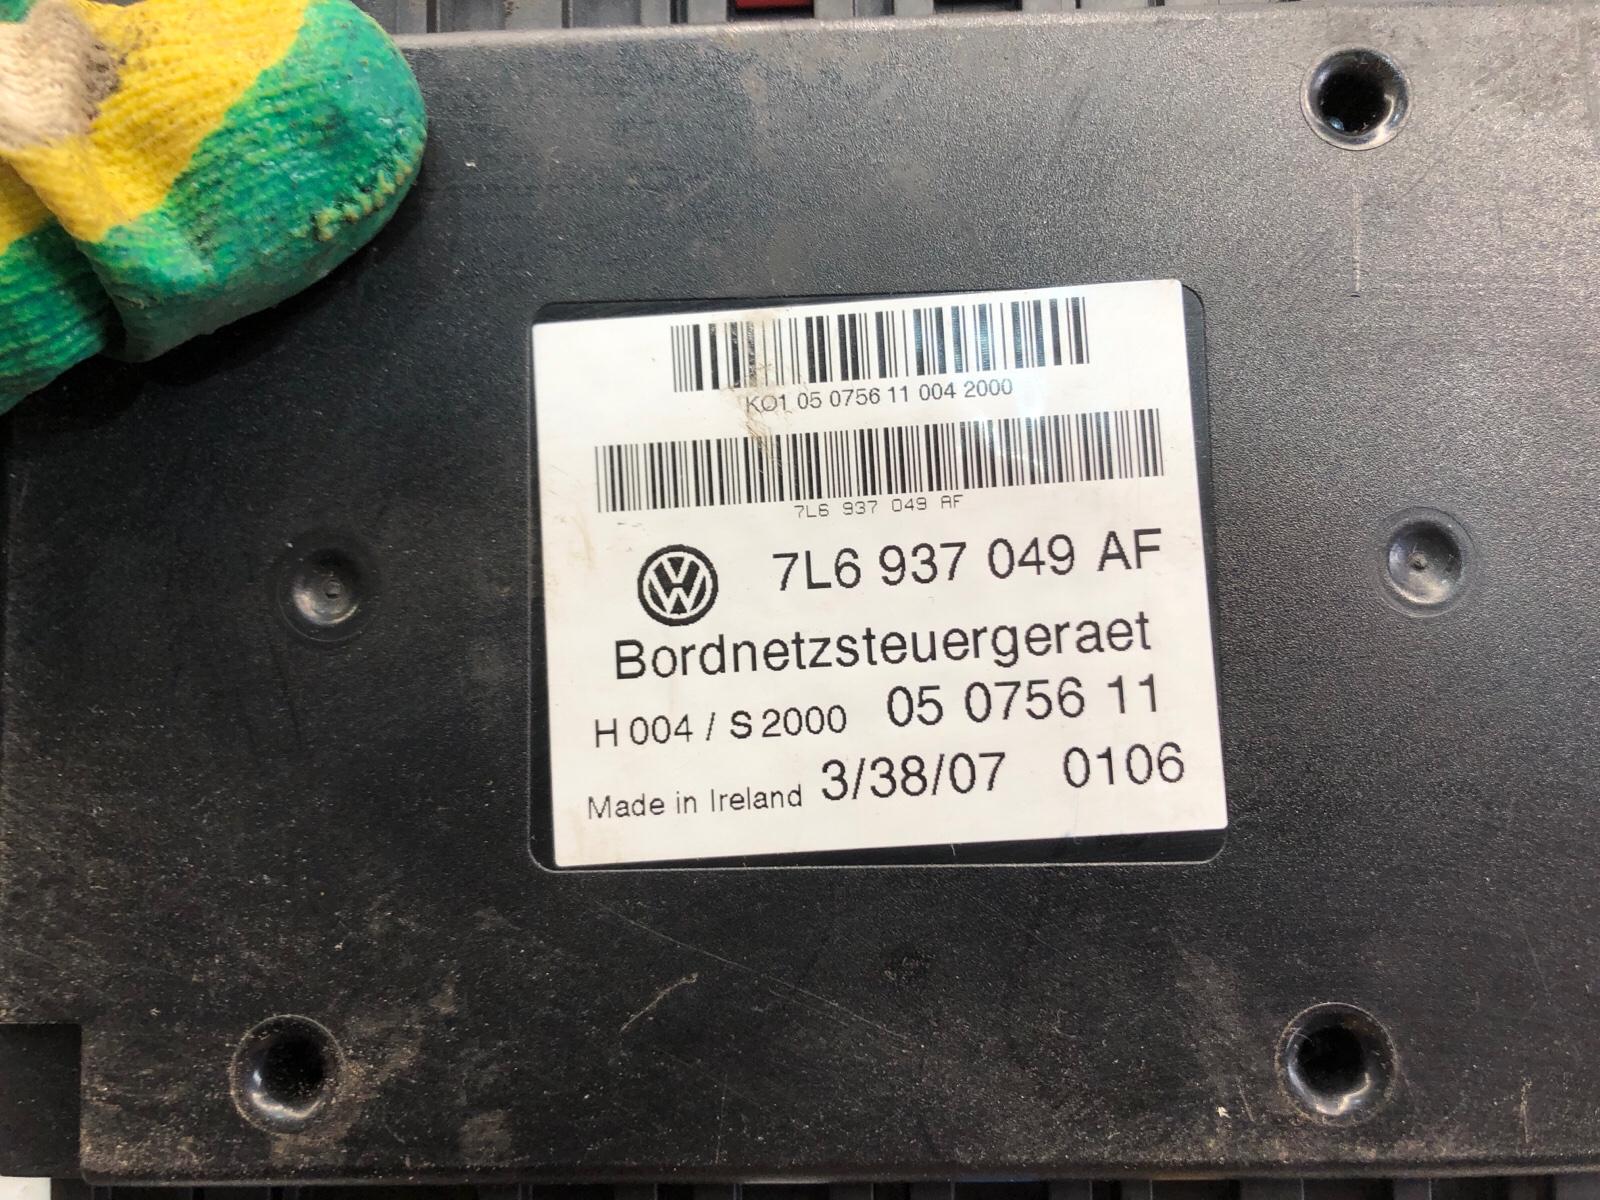 KO1 05 0756 11 004 2000
7L6 937 049 AF
7L6 937 049 AF
Bordnetzsteuergeraet
H 004 / S 2000 05 0756 11
Made in Ireland 3/38/07 0106